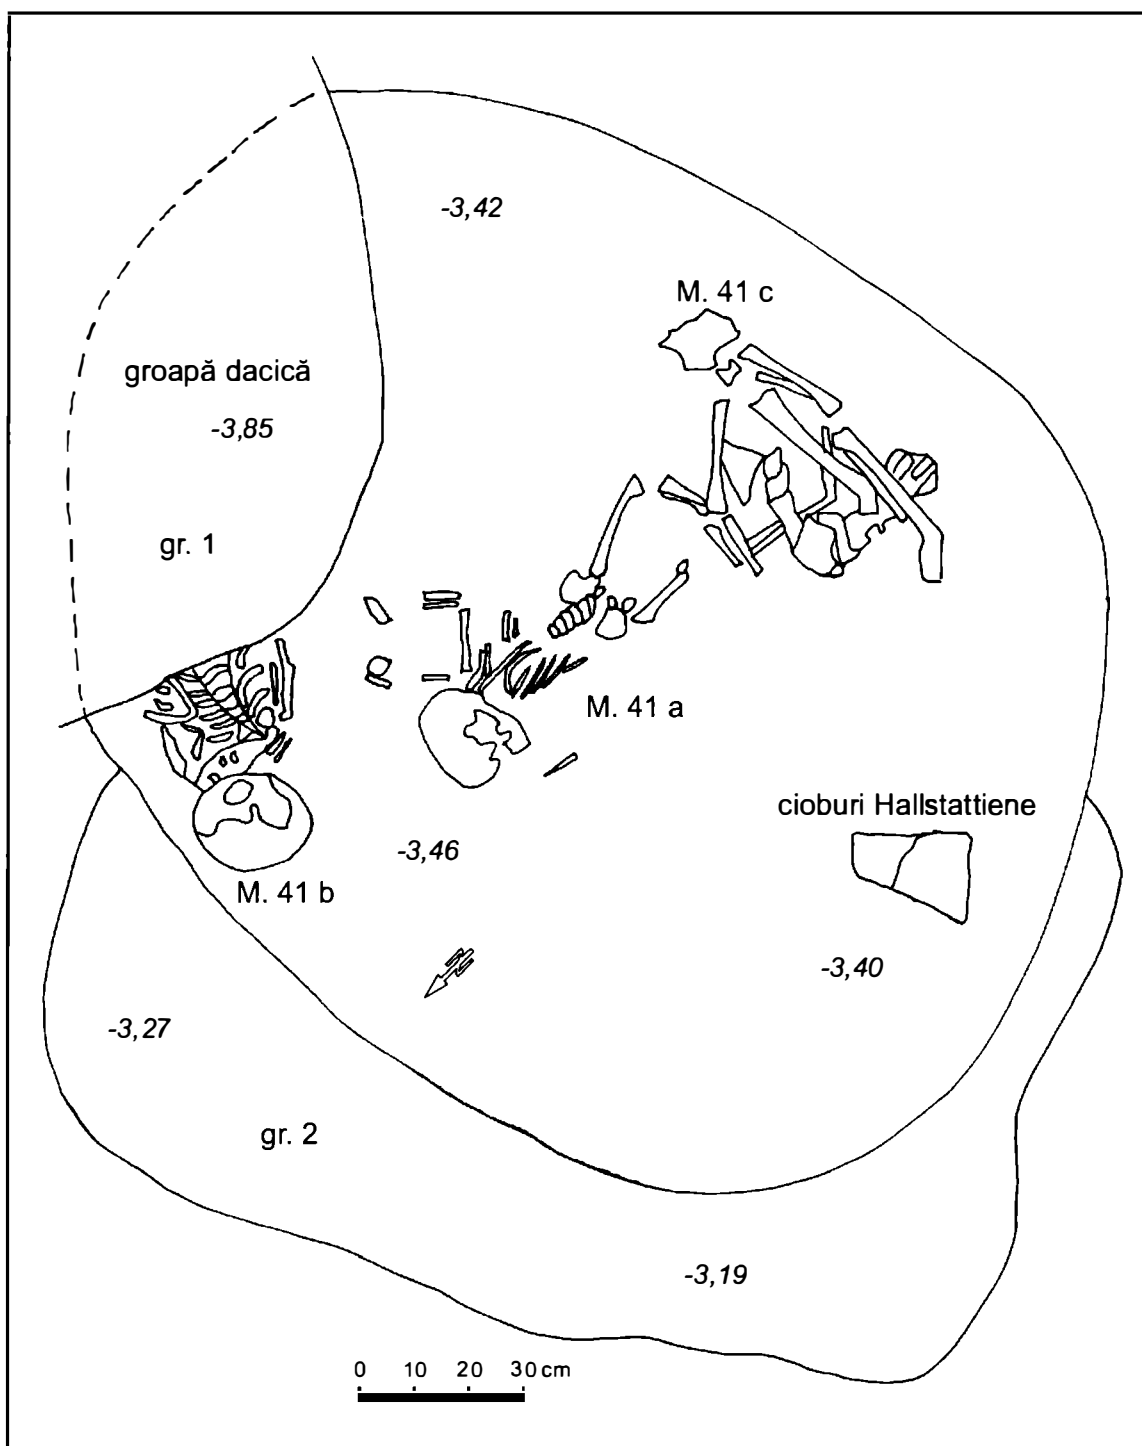 -3,42
M. 41 c
groapă dacică
-3,85
gr. 1
M. 41 a
cioburi Hallstattiene
-3,46
M. 41 b
-3,40
-3,27
gr. 2
-3,19
0 10 20 30 cm